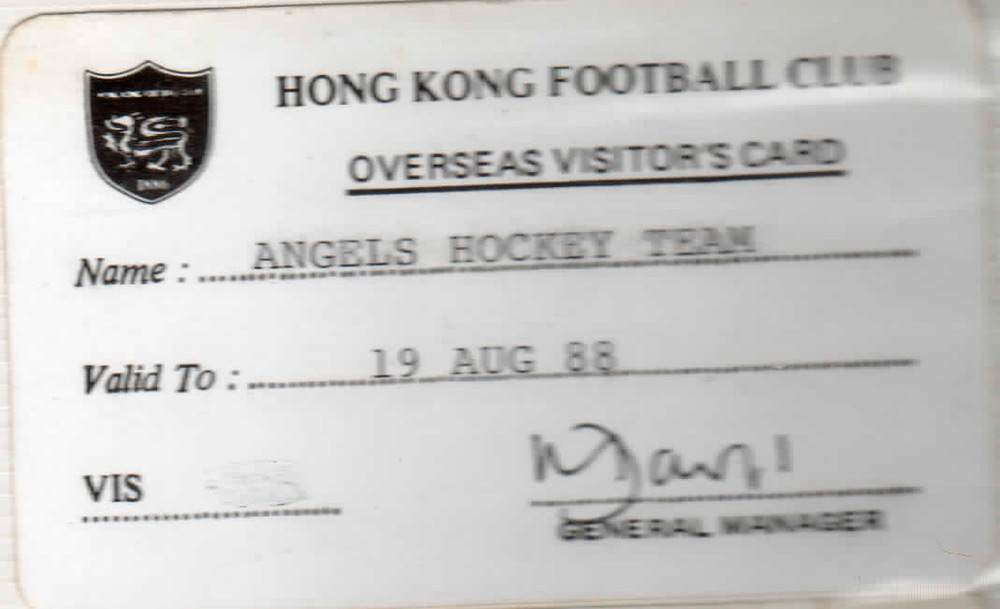 HONG KONG FOOTBALL CLUB
OVERSEAS VISITOR'S CARD
1886
Name : ANGELS HOCKEY TEAM
Valid To : 19 AUG 88
VIS
GENERAL MANAGER